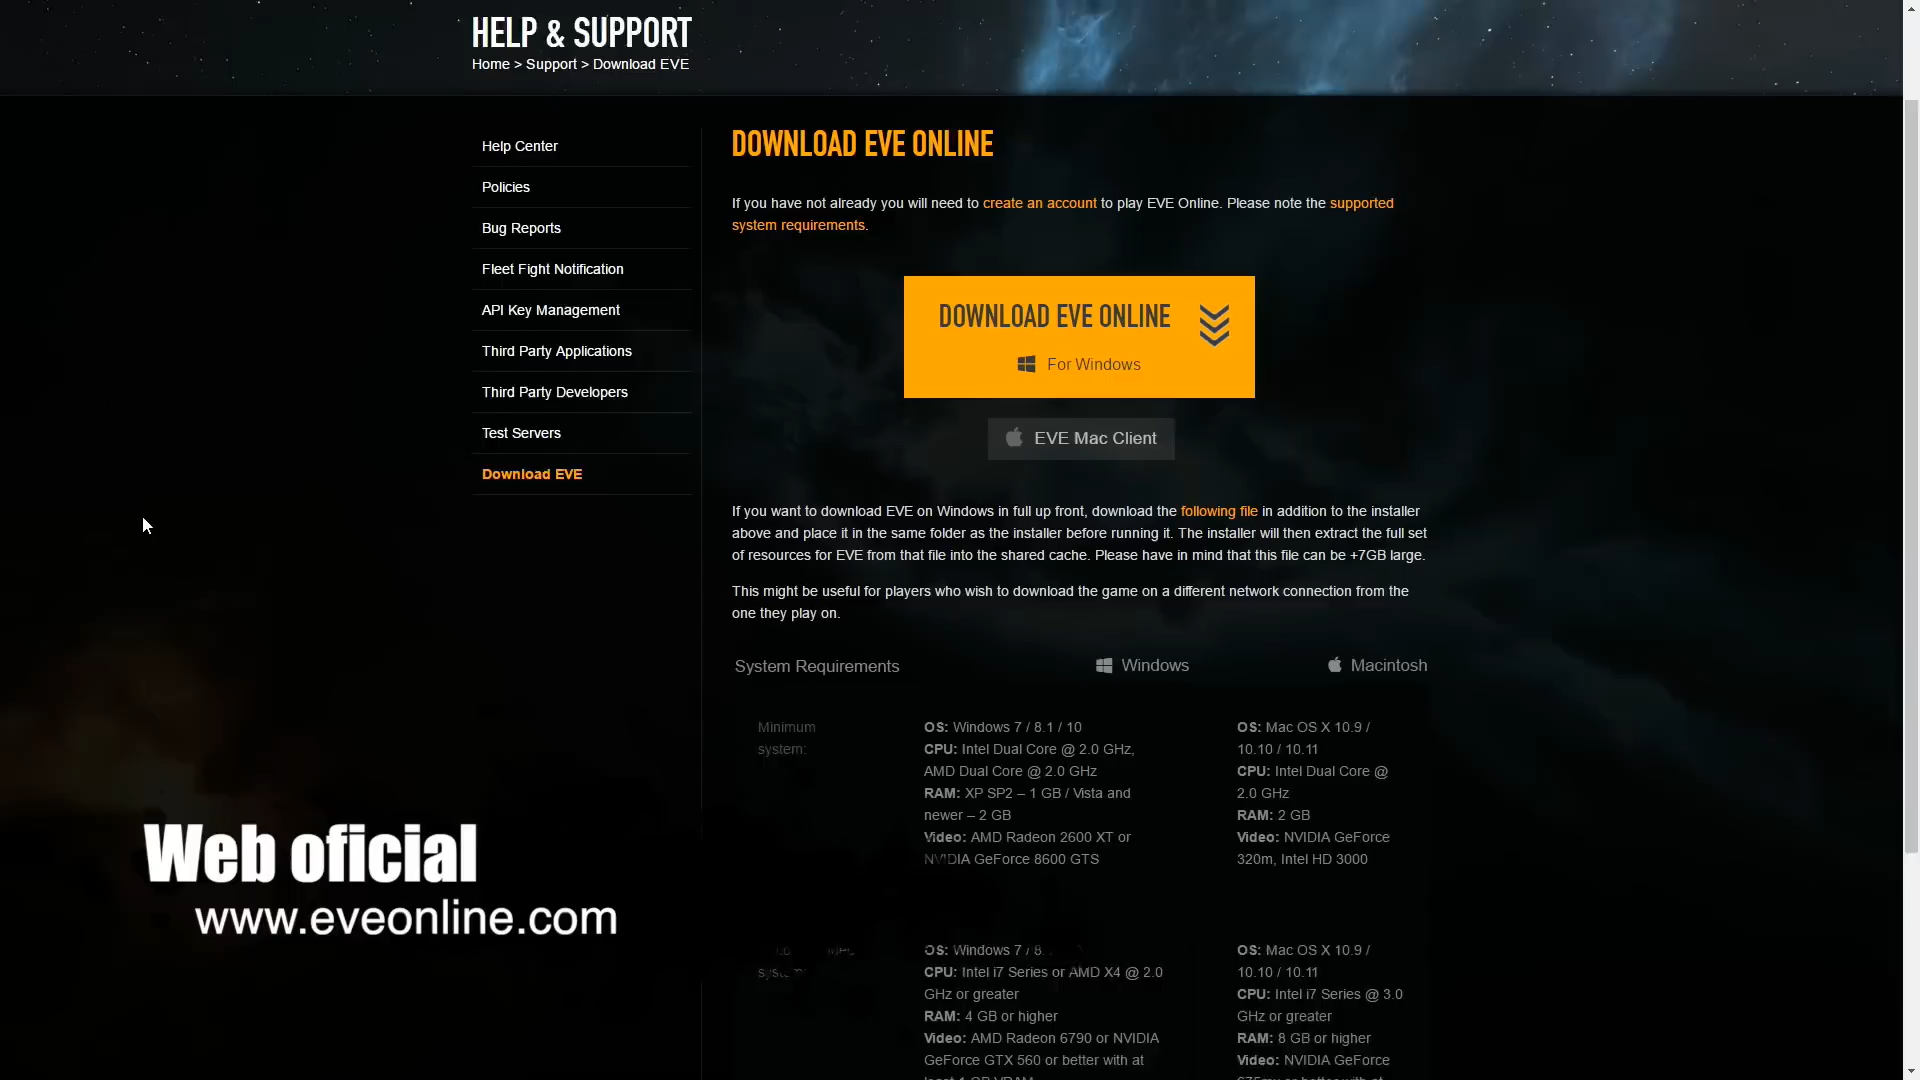 HELP & SUPPORT
Home > Support > Download EVE
Help Center
Policies
Bug Reports
Fleet Fight Notification
API Key Management
Third Party Applications
Third Party Developers
Test Servers
Download EVE
DOWNLOAD EVE ONLINE
If you have not already you will need to create an account to play EVE Online. Please note the supported
system requirements.
DOWNLOAD EVE ONLINE
For Windows
EVE Mac Client
If you want to download EVE on Windows in full up front, download the following file in addition to the installer
above and place it in the same folder as the installer before running it. The installer will then extract the full set
of resources for EVE from that file into the shared cache. Please have in mind that this file can be +7GB large.
This might be useful for players who wish to download the game on a different network connection from the
one they play on.
System Requirements
Windows
Macintosh
Minimum
system:
OS: Windows 7 / 8.1 / 10
CPU: Intel Dual Core @ 2.0 GHz,
AMD Dual Core @ 2.0 GHz
RAM: XP SP2 – 1 GB / Vista and
newer – 2 GB
Video: AMD Radeon 2600 XT or
NVIDIA GeForce 8600 GTS
OS: Mac OS X 10.9 /
10.10 / 10.11
CPU: Intel Dual Core @
2.0 GHz
RAM: 2 GB
Video: NVIDIA GeForce
320m, Intel HD 3000
OS: Windows 7 / 8.
CPU: Intel i7 Series or AMD X4 @ 2.0
GHz or greater
RAM: 4 GB or higher
Video: AMD Radeon 6790 or NVIDIA
GeForce GTX 560 or better with at
OS: Mac OS X 10.9 /
10.10 / 10.11
CPU: Intel i7 Series @ 3.0
GHz or greater
RAM: 8 GB or higher
Video: NVIDIA GeForce
Web oficial
www.eveonline.com